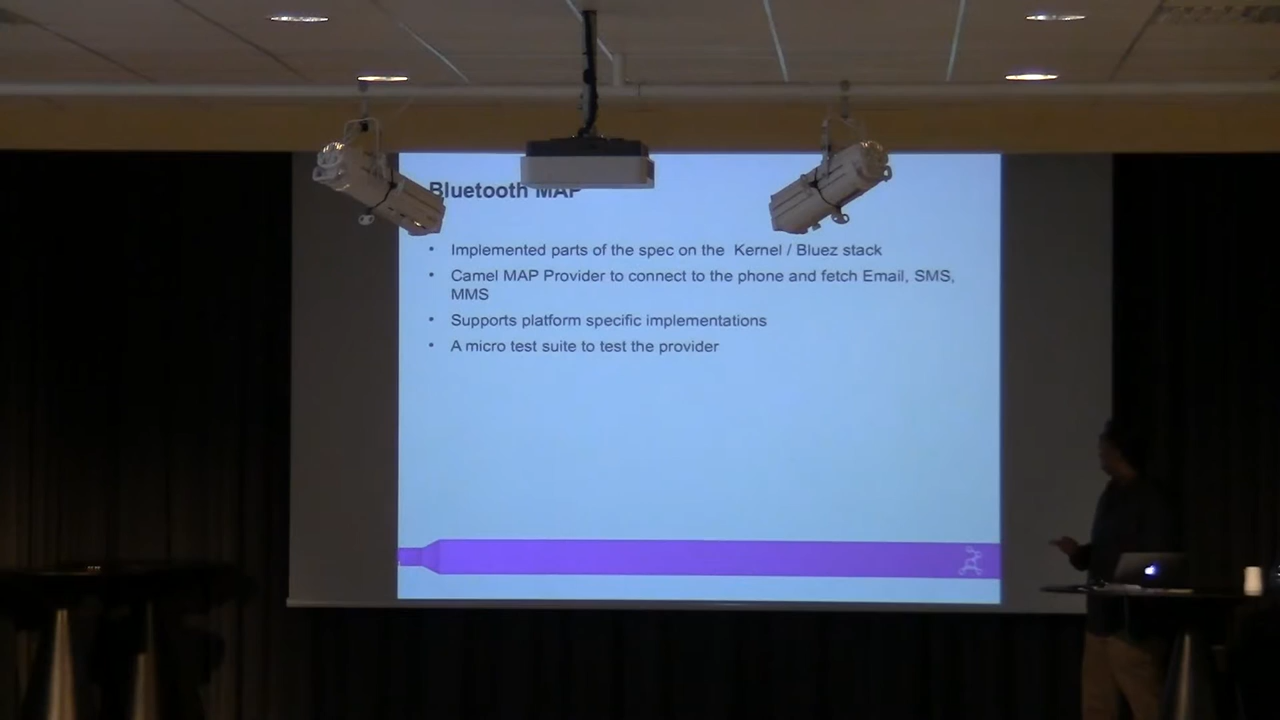 Bluetooth MAP
• Implemented parts of the spec on the Kernel / Bluez stack
• Camel MAP Provider to connect to the phone and fetch Email, SMS,
MMS
• Supports platform specific implementations
• A micro test suite to test the provider